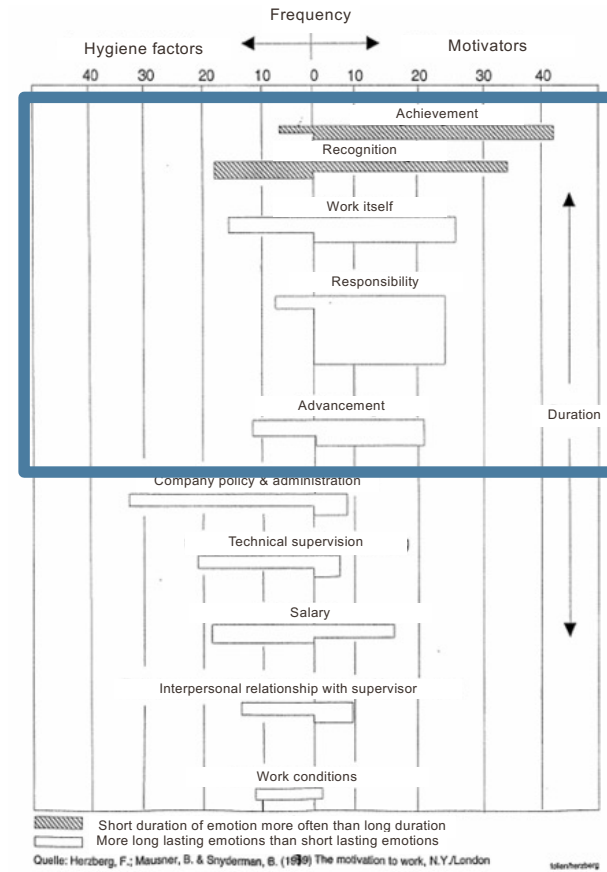 Frequency
Hygiene factors Motivators
40 30 20 10 0 10 20 30 40
Achievement
Recognition
Work itself
Responsibility
Advancement
Duration
Company policy & administration
Technical supervision
Salary
Interpersonal relationship with supervisor
Work conditions
Short duration of emotion more often than long duration
More long lasting emotions than short lasting emotions
Quelle: Herzberg, F.; Mausner, B. & Snyderman, B. (1959) The motivation to work, N.Y./London
folien/herzberg